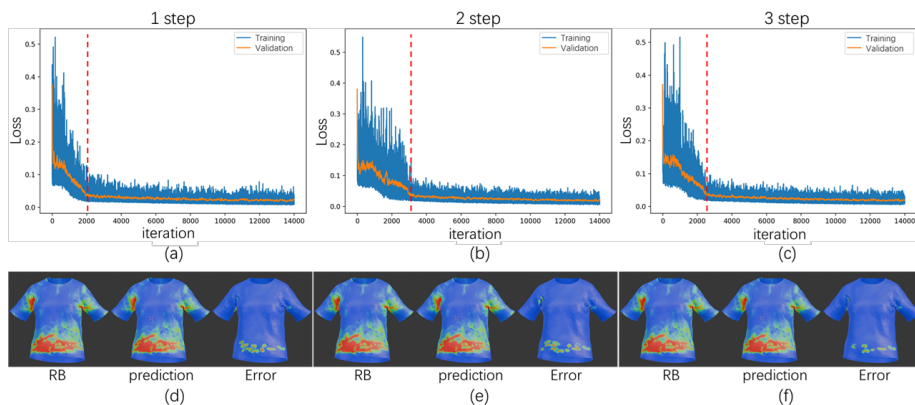 1 step
2 step
3 step
Training
Validation
Training
Validation
Training
Validation
Loss
0.5
0.4
0.3
0.2
0.1
0.0
Loss
0.5
0.4
0.3
0.2
0.1
0.0
Loss
0.5
0.4
0.3
0.2
0.1
0.0
0 2000 4000 6000 8000 10000 12000 14000
0 2000 4000 6000 8000 10000 12000 14000
0 2000 4000 6000 8000 10000 12000 14000
iteration
iteration
iteration
(a)
(b)
(c)
RB prediction Error
RB prediction Error
RB prediction Error
(d)
(e)
(f)